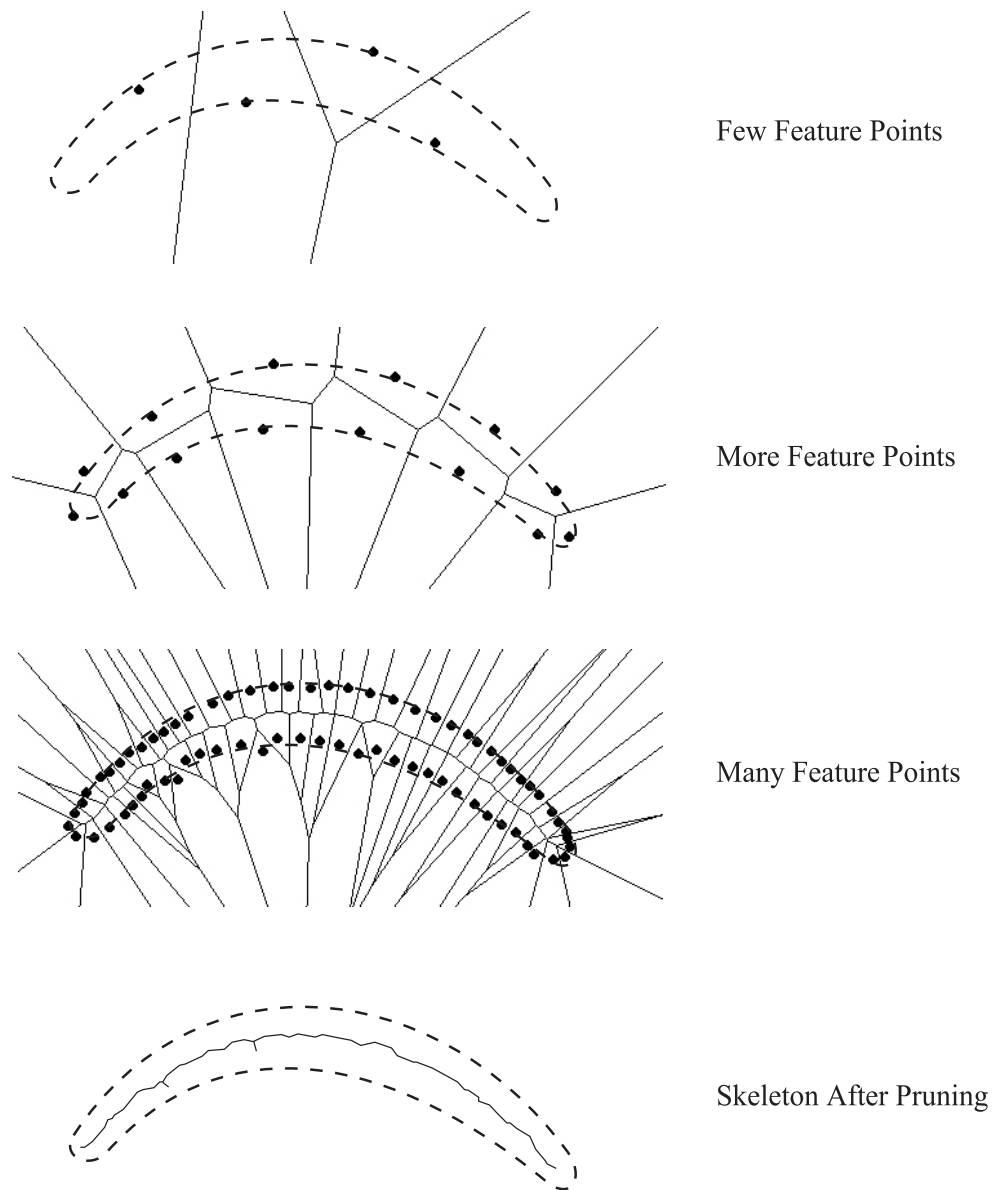 Few Feature Points
More Feature Points
Many Feature Points
Skeleton After Pruning